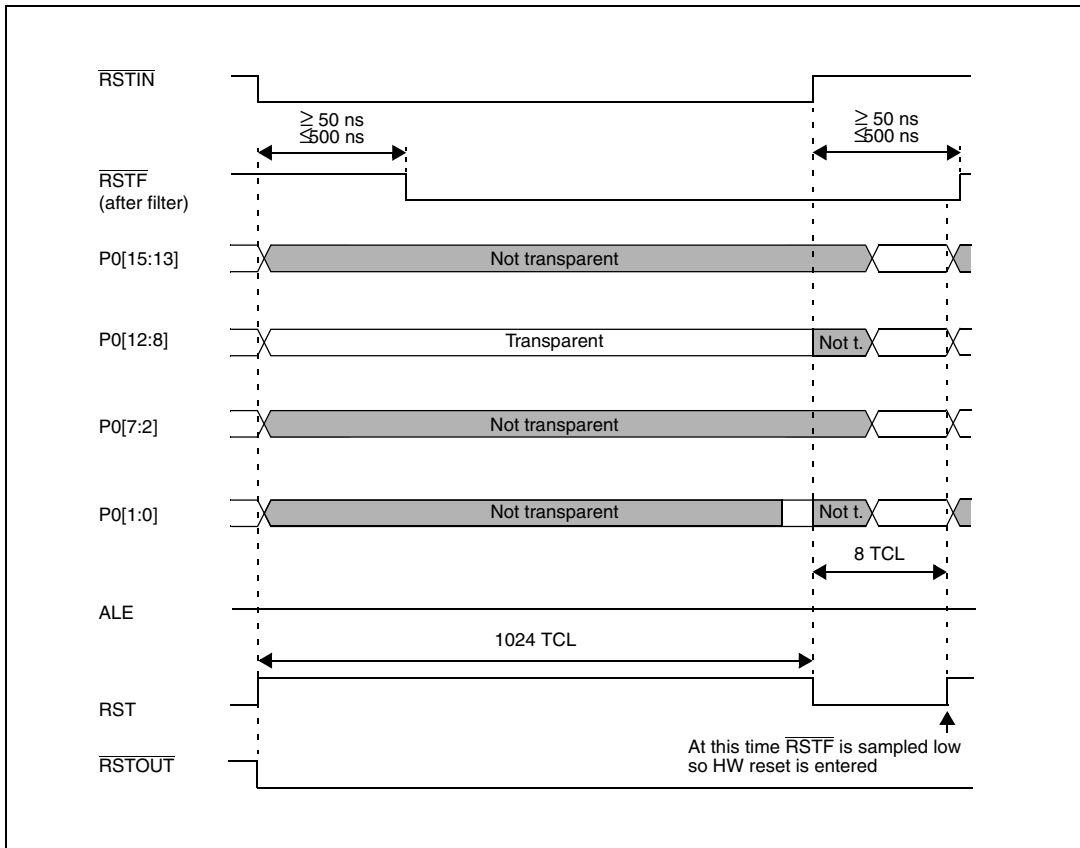 RSTIN
≥ 50 ns
≤500 ns
≥ 50 ns
≤500 ns
RSTF
(after filter)
P0[15:13]
Not transparent
P0[12:8]
Transparent
Not t.
P0[7:2]
Not transparent
P0[1:0]
Not transparent
Not t.
8 TCL
ALE
1024 TCL
RST
At this time RSTF is sampled low
so HW reset is entered
RSTOUT